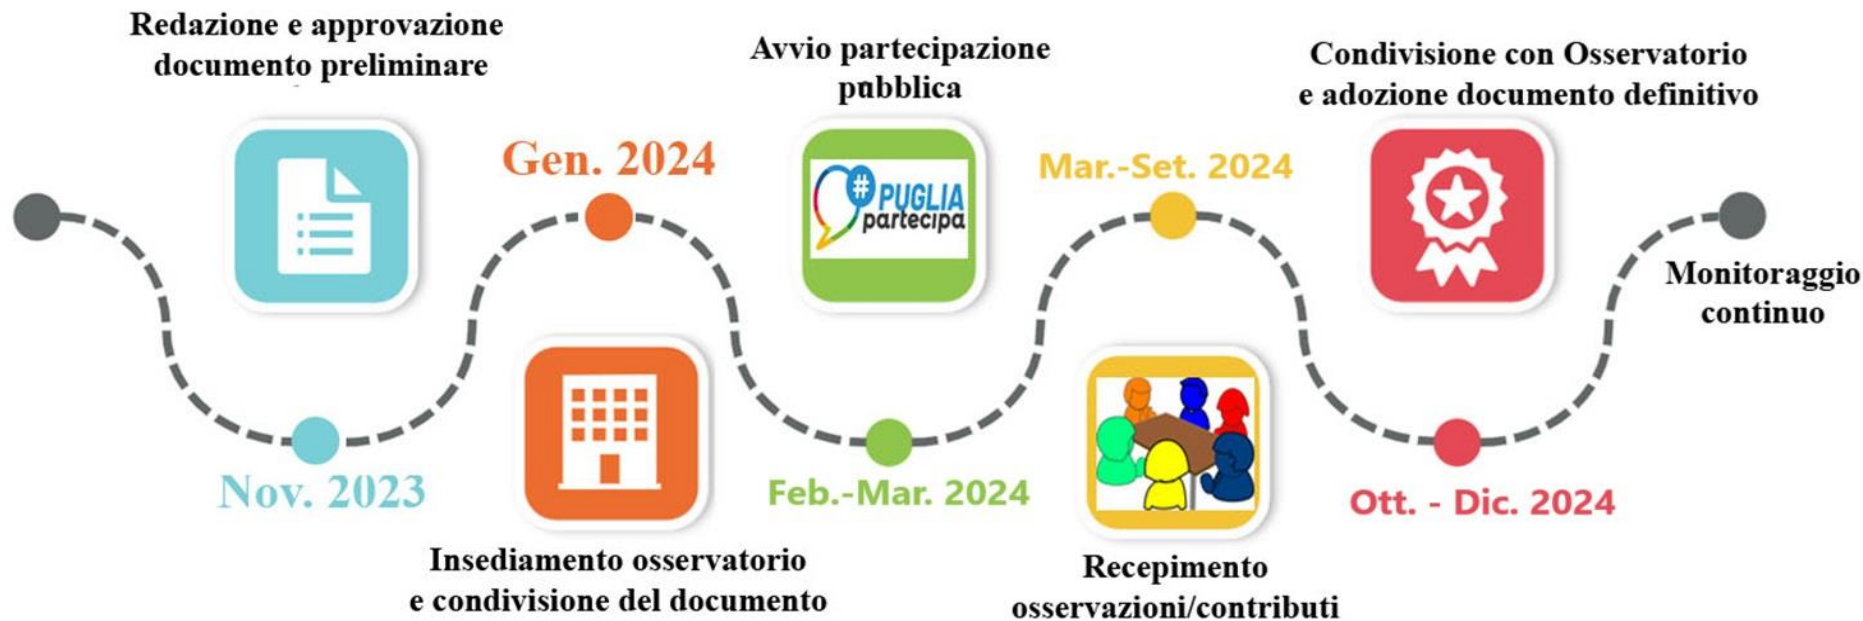 Redazione e approvazione
documento preliminare
Nov. 2023
Gen. 2024
Insediamento osservatorio
e condivisione del documento
Avvio partecipazione
pubblica
# PUGLIA
partecipa
Feb.-Mar. 2024
Mar.-Set. 2024
Recepimento
osservazioni/contributi
Condivisione con Osservatorio
e adozione documento definitivo
Ott. - Dic. 2024
Monitoraggio
continuo